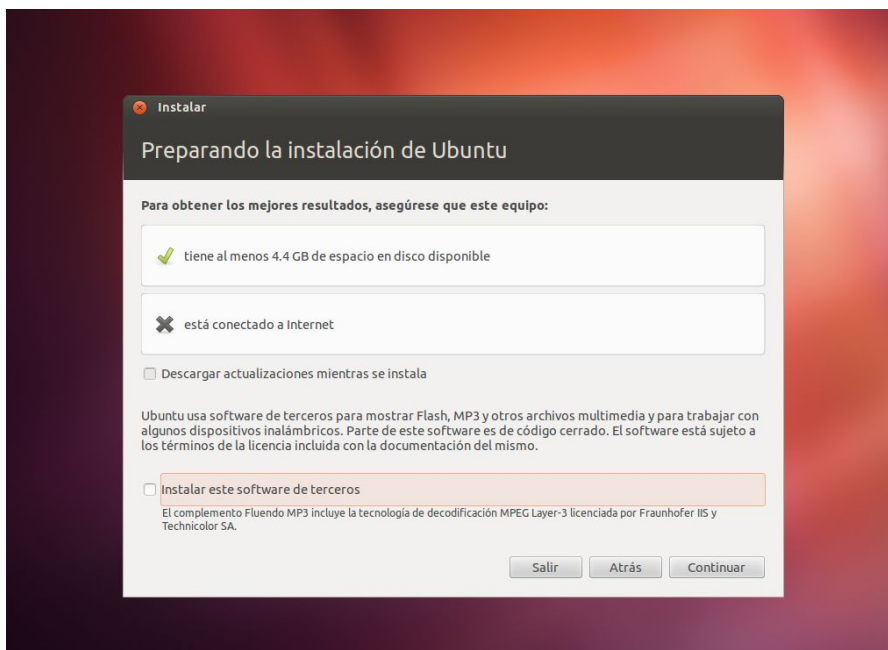 Instalar
Preparando la instalación de Ubuntu
Para obtener los mejores resultados, asegúrese que este equipo:
tiene al menos 4.4 GB de espacio en disco disponible
está conectado a Internet
Descargar actualizaciones mientras se instala
Ubuntu usa software de terceros para mostrar Flash, MP3 y otros archivos multimedia y para trabajar con
algunos dispositivos inalámbricos. Parte de este software es de código cerrado. El software está sujeto a
los términos de la licencia incluida con la documentación del mismo.
Instalar este software de terceros
El complemento Fluendo MP3 incluye la tecnología de decodificación MPEG Layer-3 licenciada por Fraunhofer IIS y
Technicolor SA.
Salir Atrás Continuar